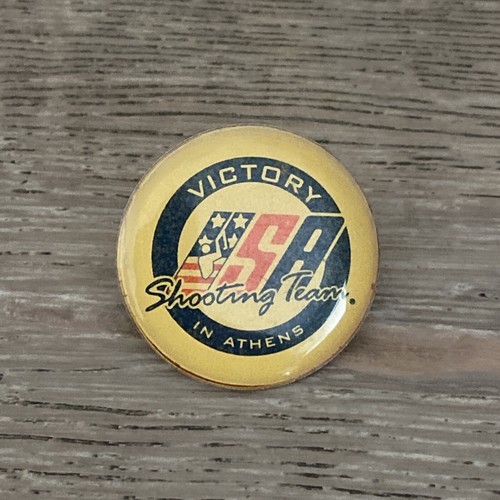 VICTORY
USA
Shooting Team
IN ATHENS